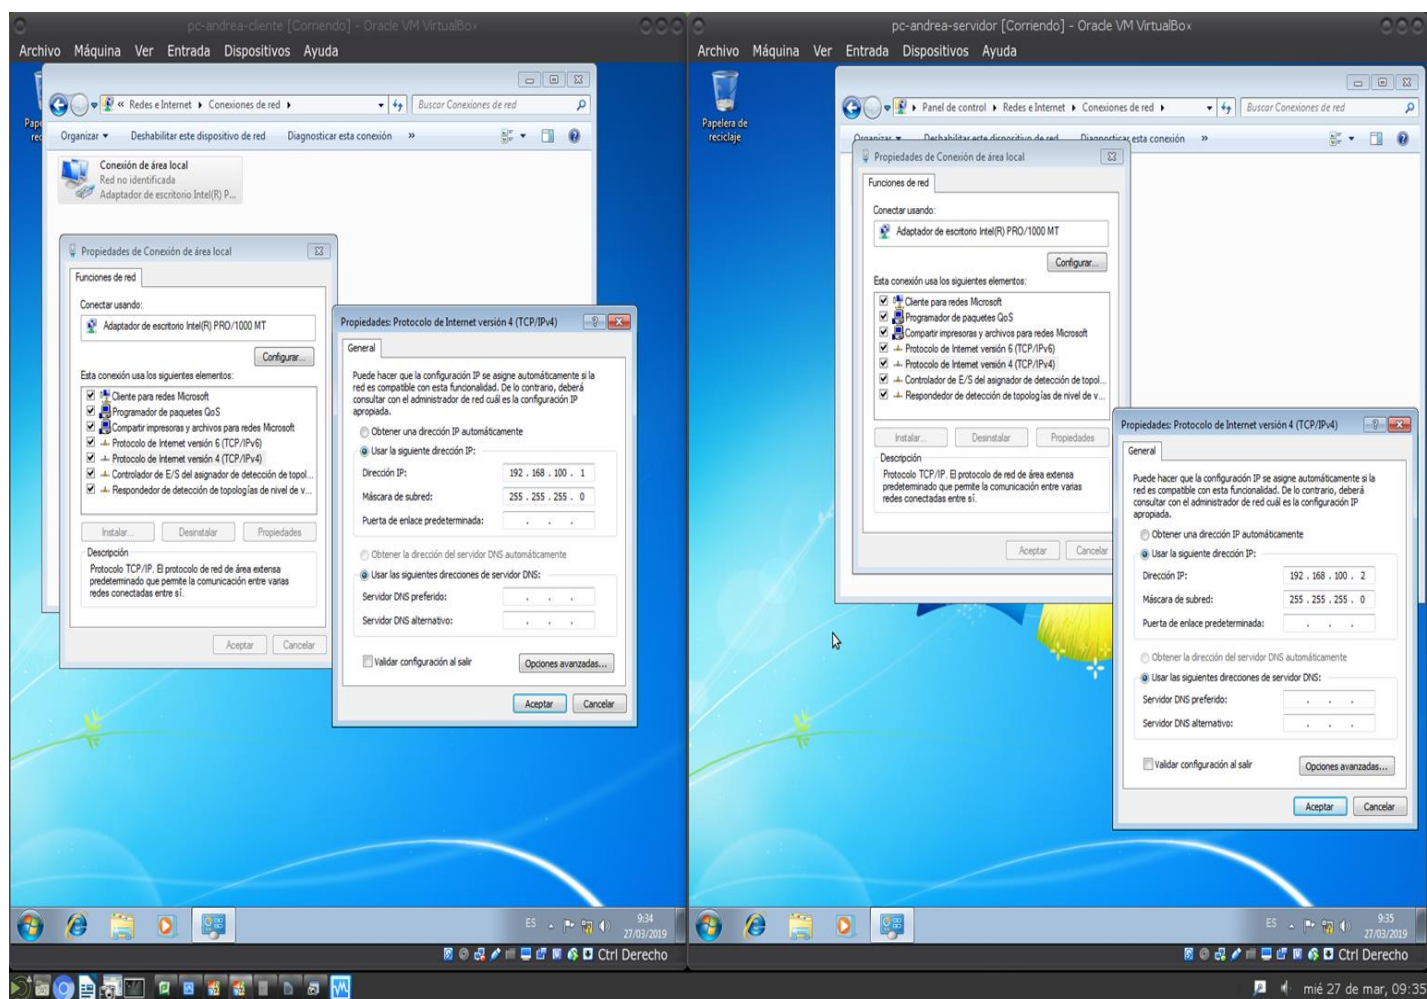 pc-andrea-cliente [Corriendo] - Oracle VM VirtualBox
Archivo Máquina Ver Entrada Dispositivos Ayuda
« Redes e Internet ▸ Conexiones de red ▸
Buscar Conexiones de red
Organizar Deshabilitar este dispositivo de red Diagnosticar esta conexión »
Conexión de área local
Red no identificada
Adaptador de escritorio Intel(R) P...
Propiedades de Conexión de área local
Funciones de red
Conectar usando:
Adaptador de escritorio Intel(R) PRO/1000 MT
Configurar...
Esta conexión usa los siguientes elementos:
Cliente para redes Microsoft
Programador de paquetes QoS
Compartir impresoras y archivos para redes Microsoft
Protocolo de Internet versión 6 (TCP/IPv6)
Protocolo de Internet versión 4 (TCP/IPv4)
Controlador de E/S del asignador de detección de topol...
Respondedor de detección de topologías de nivel de v...
Instalar... Desinstalar Propiedades
Descripción
Protocolo TCP/IP. El protocolo de red de área extensa
predeterminado que permite la comunicación entre varias
redes conectadas entre sí.
Aceptar Cancelar
Propiedades: Protocolo de Internet versión 4 (TCP/IPv4)
General
Puede hacer que la configuración IP se asigne automáticamente si la
red es compatible con esta funcionalidad. De lo contrario, deberá
consultar con el administrador de red cuál es la configuración IP
apropiada.
Obtener una dirección IP automáticamente
Usar la siguiente dirección IP:
Dirección IP: 192 . 168 . 100 . 1
Máscara de subred: 255 . 255 . 255 . 0
Puerta de enlace predeterminada: . . .
Obtener la dirección del servidor DNS automáticamente
Usar las siguientes direcciones de servidor DNS:
Servidor DNS preferido: . . .
Servidor DNS alternativo: . . .
Validar configuración al salir Opciones avanzadas...
Aceptar Cancelar
ES 9:34
27/03/2019
Ctrl Derecho
pc-andrea-servidor [Corriendo] - Oracle VM VirtualBox
Archivo Máquina Ver Entrada Dispositivos Ayuda
Papelera de
reciclaje
▸ Panel de control ▸ Redes e Internet ▸ Conexiones de red ▸
Buscar Conexiones de red
Organizar Deshabilitar este dispositivo de red Diagnosticar esta conexión »
Propiedades de Conexión de área local
Funciones de red
Conectar usando:
Adaptador de escritorio Intel(R) PRO/1000 MT
Configurar...
Esta conexión usa los siguientes elementos:
Cliente para redes Microsoft
Programador de paquetes QoS
Compartir impresoras y archivos para redes Microsoft
Protocolo de Internet versión 6 (TCP/IPv6)
Protocolo de Internet versión 4 (TCP/IPv4)
Controlador de E/S del asignador de detección de topol...
Respondedor de detección de topologías de nivel de v...
Instalar... Desinstalar Propiedades
Descripción
Protocolo TCP/IP. El protocolo de red de área extensa
predeterminado que permite la comunicación entre varias
redes conectadas entre sí.
Aceptar Cancelar
Propiedades: Protocolo de Internet versión 4 (TCP/IPv4)
General
Puede hacer que la configuración IP se asigne automáticamente si la
red es compatible con esta funcionalidad. De lo contrario, deberá
consultar con el administrador de red cuál es la configuración IP
apropiada.
Obtener una dirección IP automáticamente
Usar la siguiente dirección IP:
Dirección IP: 192 . 168 . 100 . 2
Máscara de subred: 255 . 255 . 255 . 0
Puerta de enlace predeterminada: . . .
Obtener la dirección del servidor DNS automáticamente
Usar las siguientes direcciones de servidor DNS:
Servidor DNS preferido: . . .
Servidor DNS alternativo: . . .
Validar configuración al salir Opciones avanzadas...
Aceptar Cancelar
ES 9:35
27/03/2019
Ctrl Derecho
mié 27 de mar, 09:35